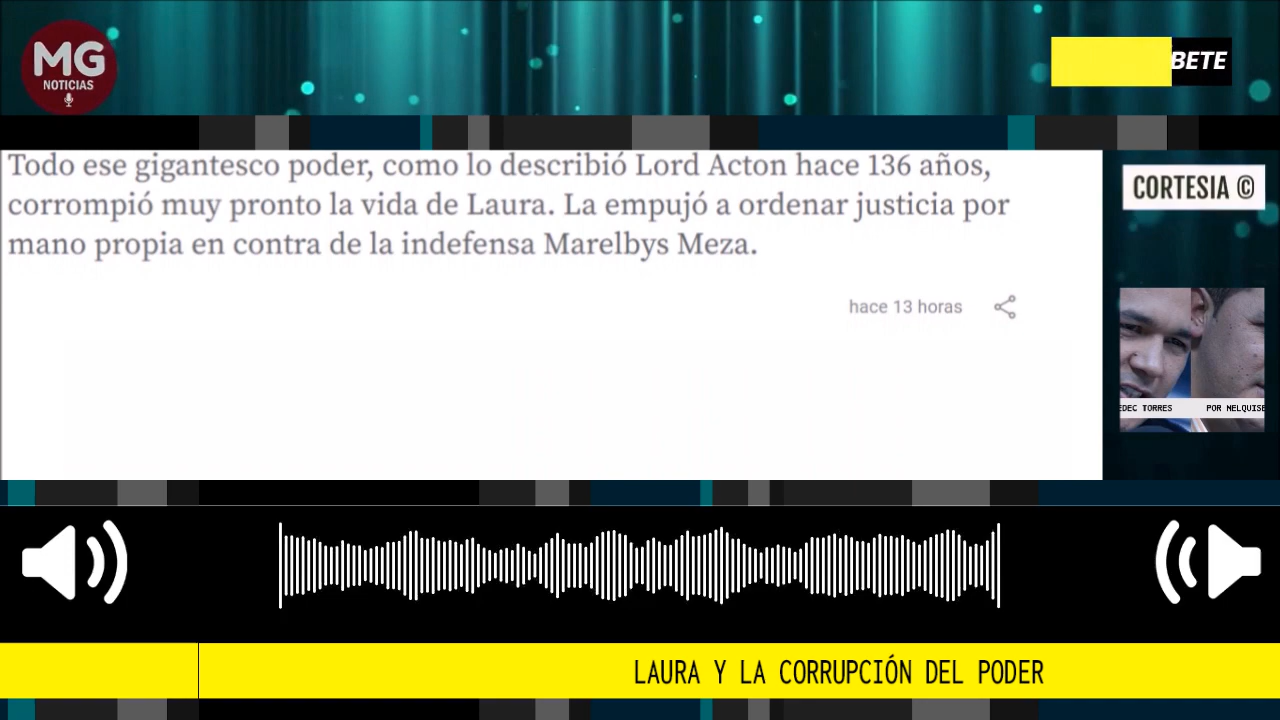 MG
NOTICIAS
BETE
Todo ese gigantesco poder, como lo describió Lord Acton hace 136 años,
corrompió muy pronto la vida de Laura. La empujó a ordenar justicia por
mano propia en contra de la indefensa Marelbys Meza.
hace 13 horas
CORTESIA ©
EDEC TORRES POR NELQUISE
LAURA Y LA CORRUPCIÓN DEL PODER